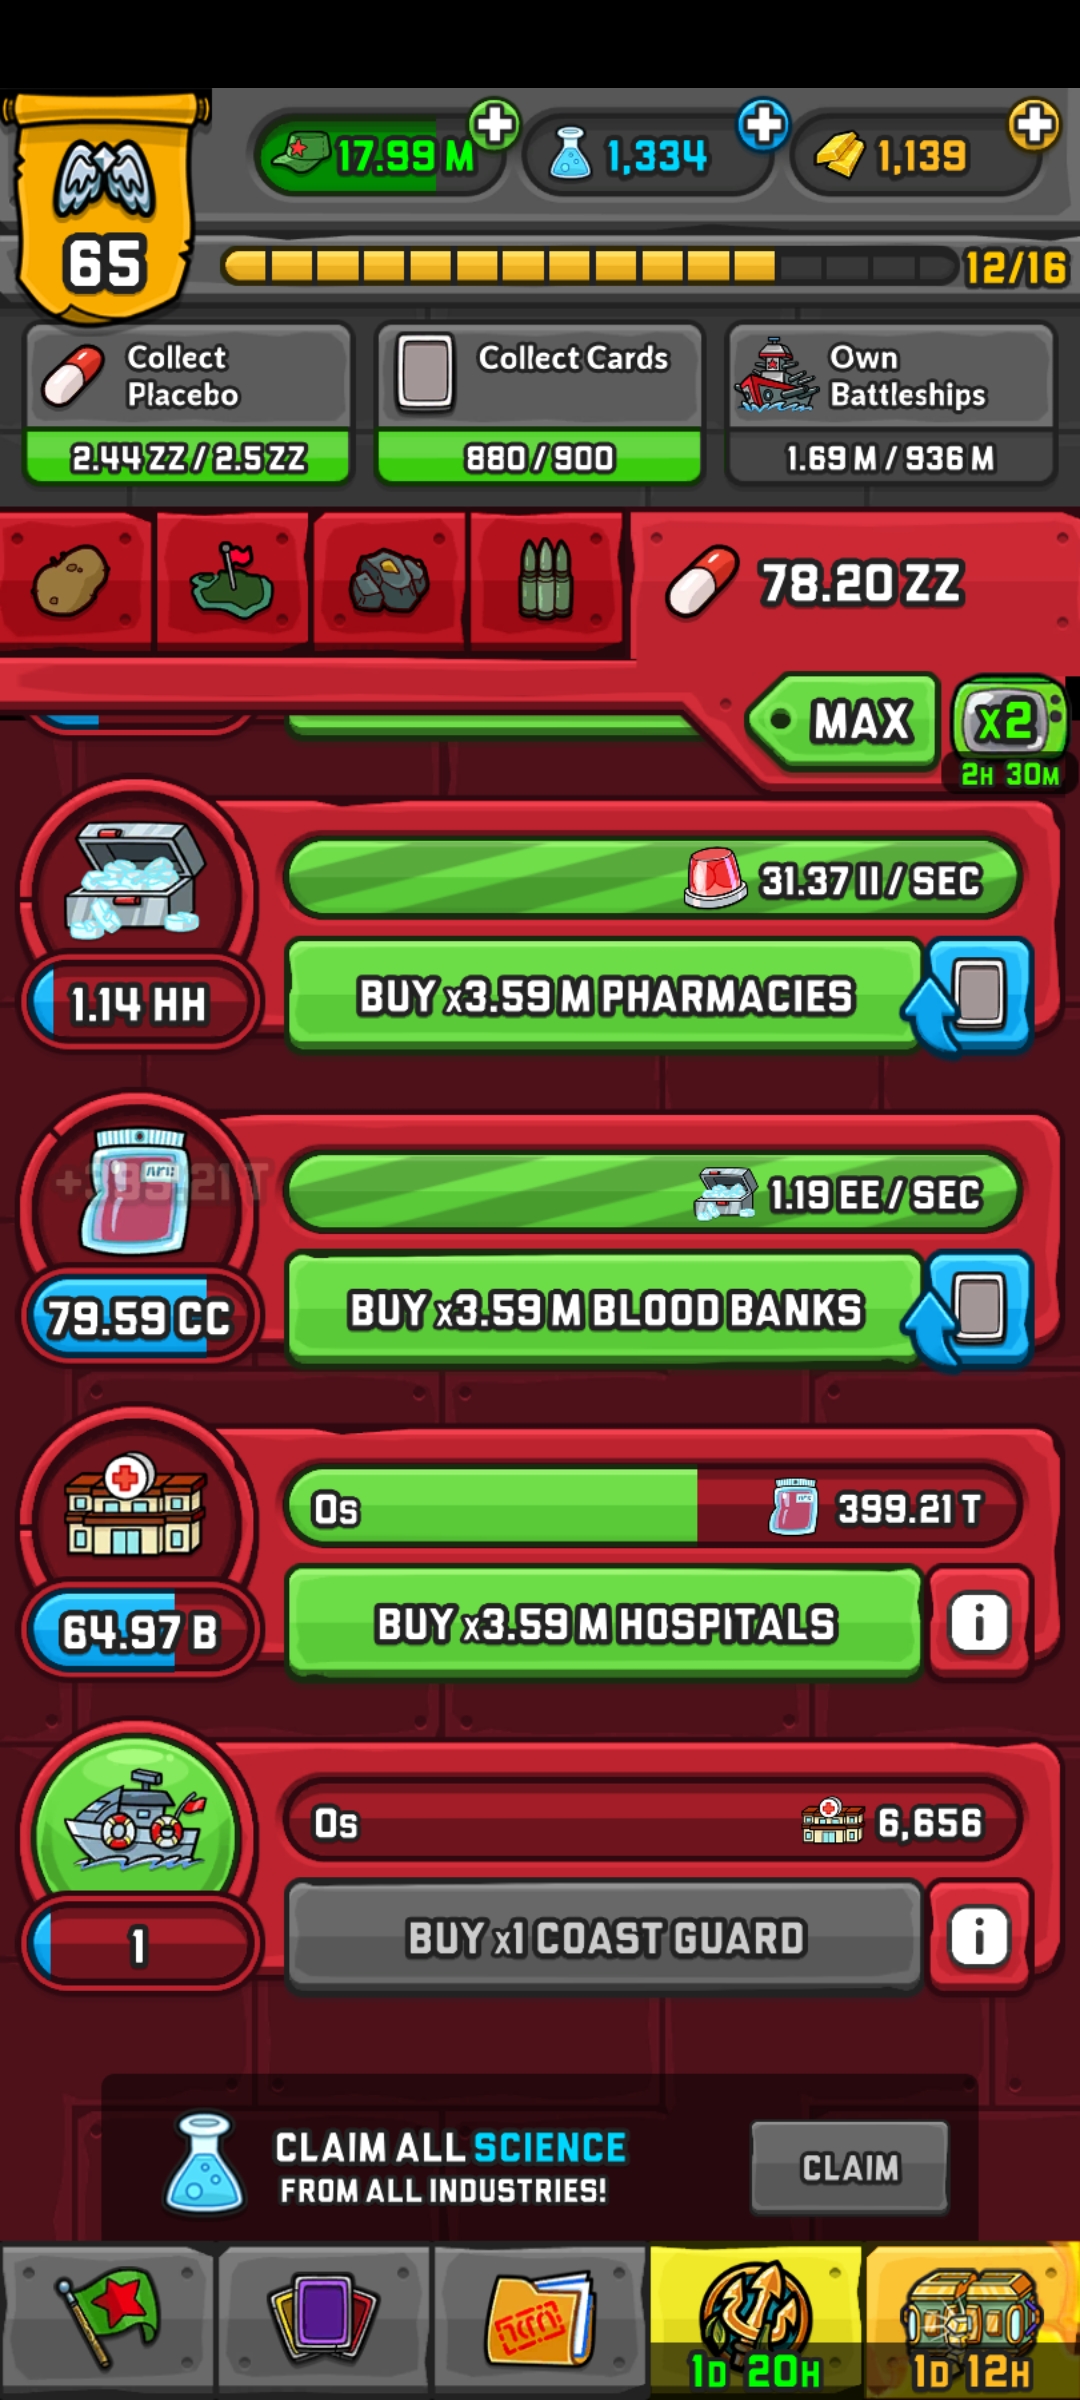 17.99 M
1,334
1,139
65
12/16
Collect
Placebo
2.44 ZZ / 2.5 ZZ
Collect Cards
880 / 900
Own
Battleships
1.69 M / 936 M
78.20 ZZ
MAX
x2
2H 30M
31.37 II / SEC
BUY x3.59 M PHARMACIES
1.14 HH
+399.21 T
1.19 EE / SEC
BUY x3.59 M BLOOD BANKS
79.59 CC
0s
399.21 T
BUY x3.59 M HOSPITALS
i
64.97 B
0s
6,656
BUY x1 COAST GUARD
i
1
CLAIM ALL SCIENCE
FROM ALL INDUSTRIES!
CLAIM
1D 20H
1D 12H